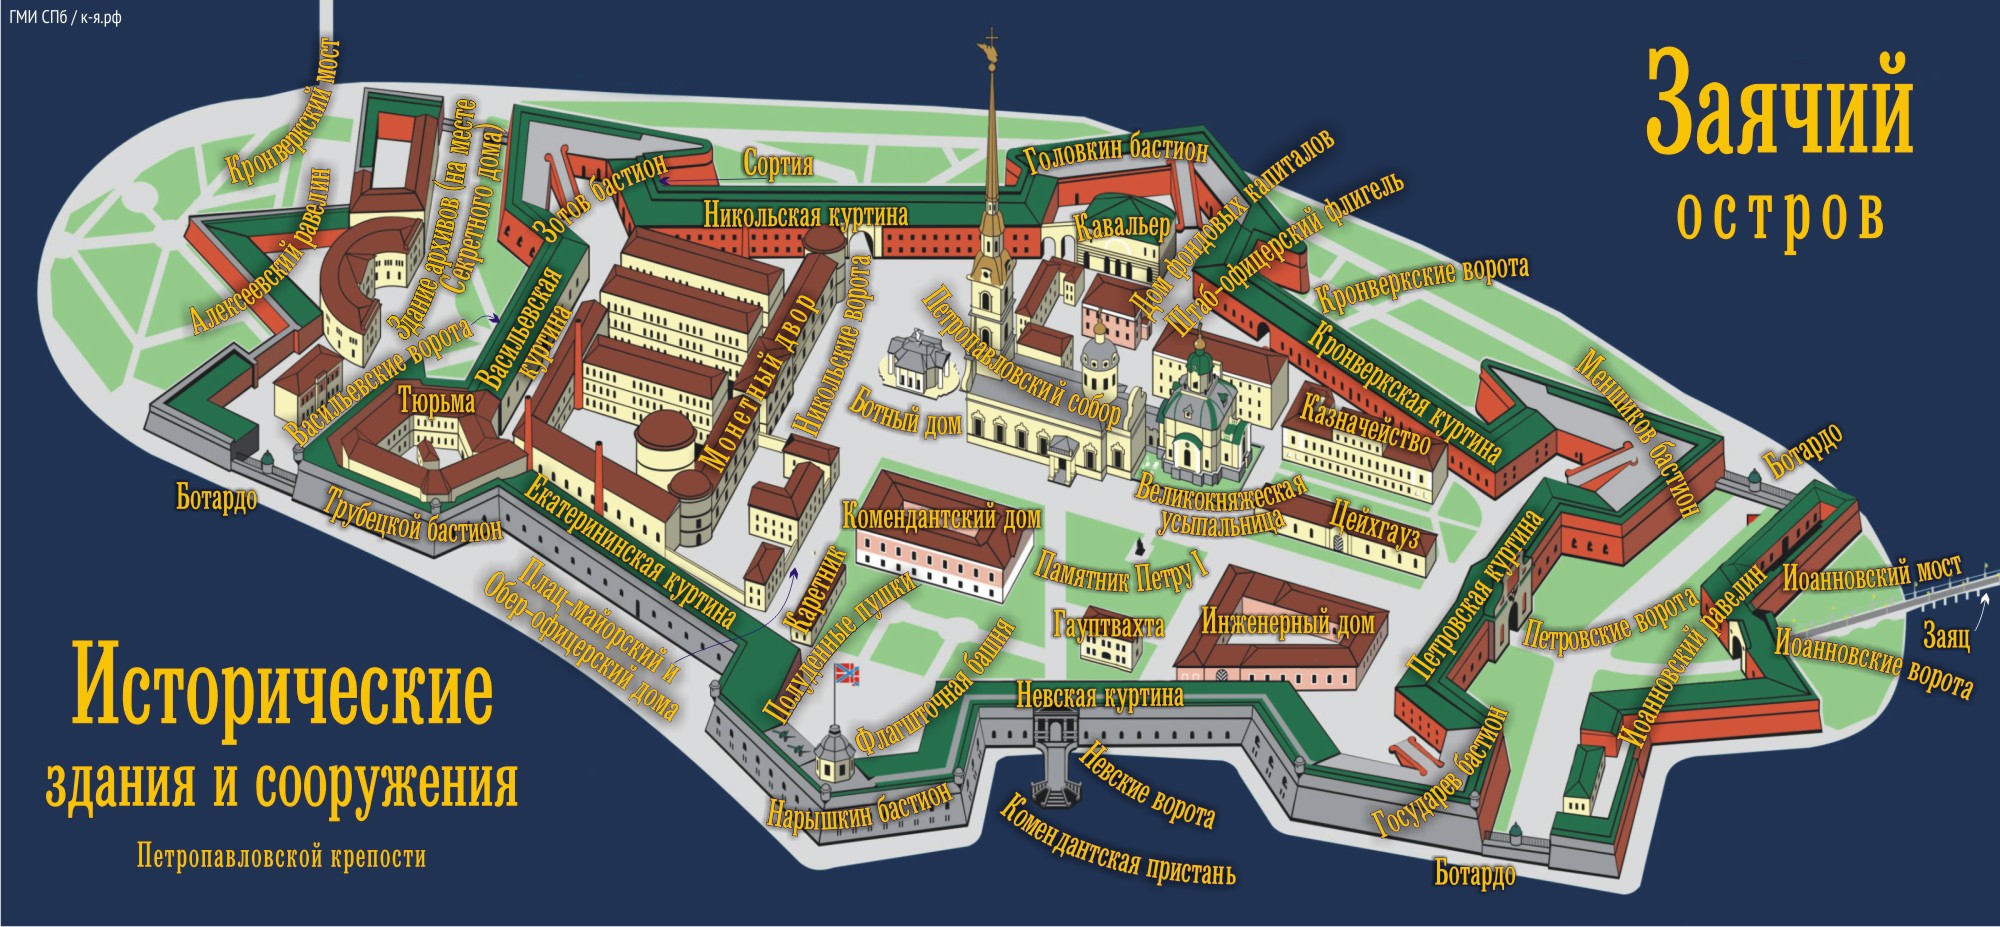 ГМИ СПб / к-я.рф
Заячий
остров
Кронверкский мост
Алексеевский равелин
Здание архивов (на месте
Секретного дома)
Васильевские ворота
Зотов бастион
Сортия
Никольская куртина
Головкин бастион
Кавальер
Дом фондовых капиталов
Штаб-офицерский флигель
Кронверкские ворота
Кронверкская куртина
Меншиков бастион
Ботардо
Васильевская
куртина
Тюрьма
Монетный двор
Никольские ворота
Петропавловский собор
Ботный дом
Казначейство
Великокняжеская
усыпальница
Цейхгауз
Ботардо
Трубецкой бастион
Екатерининская куртина
Комендантский дом
Памятник Петру I
Плац-майорский и
Обер-офицерский дома
Каретник
Полуденные пушки
Флагшточная башня
Гауптвахта
Инженерный дом
Петровская куртина
Петровские ворота
Иоанновский равелин
Иоанновский мост
Заяц
Иоанновские ворота
Невская куртина
Невские ворота
Комендантская пристань
Нарышкин бастион
Государев бастион
Ботардо
Исторические
здания и сооружения
Петропавловской крепости